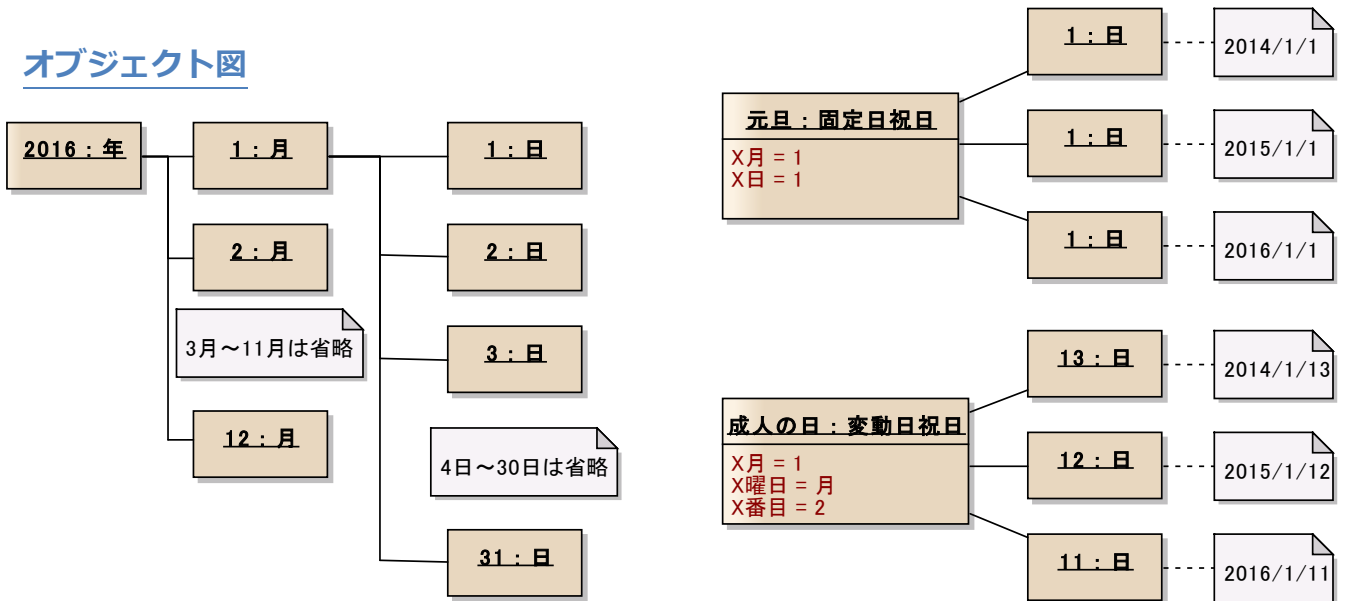 オブジェクト図
2016：年
1：月
2：月
3月～11月は省略
12：月
1：日
2：日
3：日
4日～30日は省略
31：日
元旦：固定日祝日
X月 = 1
X日 = 1
1：日
2014/1/1
1：日
2015/1/1
1：日
2016/1/1
成人の日：変動日祝日
X月 = 1
X曜日 = 月
X番目 = 2
13：日
2014/1/13
12：日
2015/1/12
11：日
2016/1/11